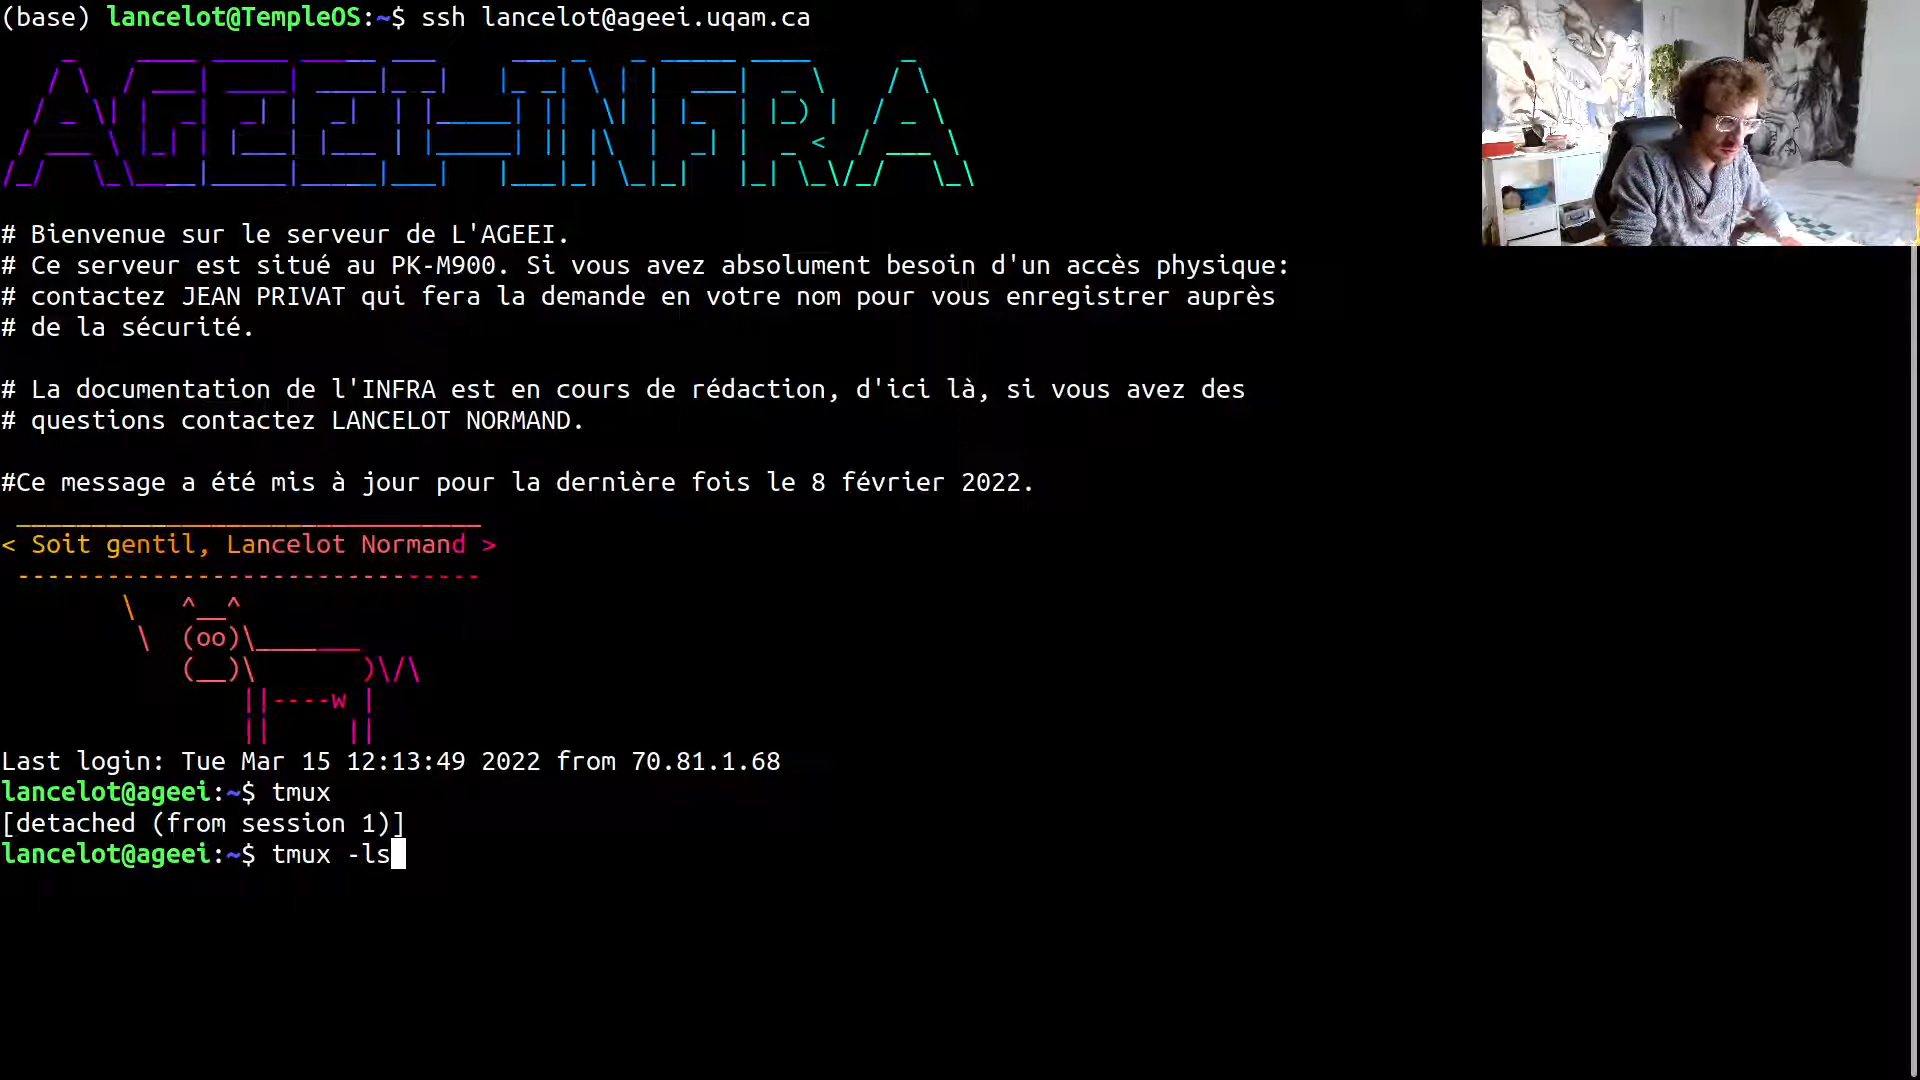 (base) lancelot@TempleOS:~$ ssh lancelot@ageei.uqam.ca
AGEEI-INFRA
# Bienvenue sur le serveur de L'AGEEI.
# Ce serveur est situé au PK-M900. Si vous avez absolument besoin d'un accès physique:
# contactez JEAN PRIVAT qui fera la demande en votre nom pour vous enregistrer auprès
# de la sécurité.
# La documentation de l'INFRA est en cours de rédaction, d'ici là, si vous avez des
# questions contactez LANCELOT NORMAND.
#Ce message a été mis à jour pour la dernière fois le 8 février 2022.
< Soit gentil, Lancelot Normand >
Last login: Tue Mar 15 12:13:49 2022 from 70.81.1.68
lancelot@ageei:~$ tmux
[detached (from session 1)]
lancelot@ageei:~$ tmux -ls